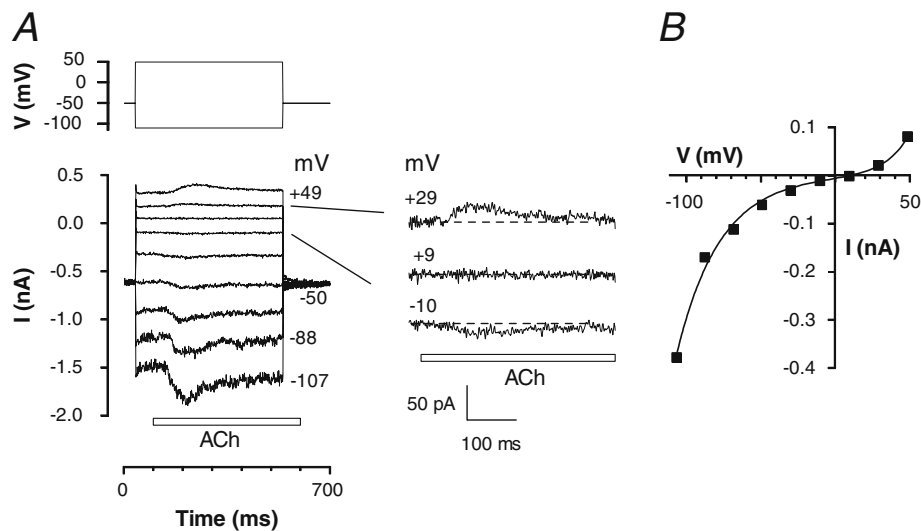 A
B
50
0
-50
-100
V (mV)
mV
0.5
0.0
-0.5
-1.0
-1.5
-2.0
I (nA)
+49
-50
-88
-107
ACh
0
700
Time (ms)
mV
+29
+9
-10
ACh
50 pA
100 ms
0.1
V (mV)
-100
50
-0.1
I (nA)
-0.2
-0.3
-0.4